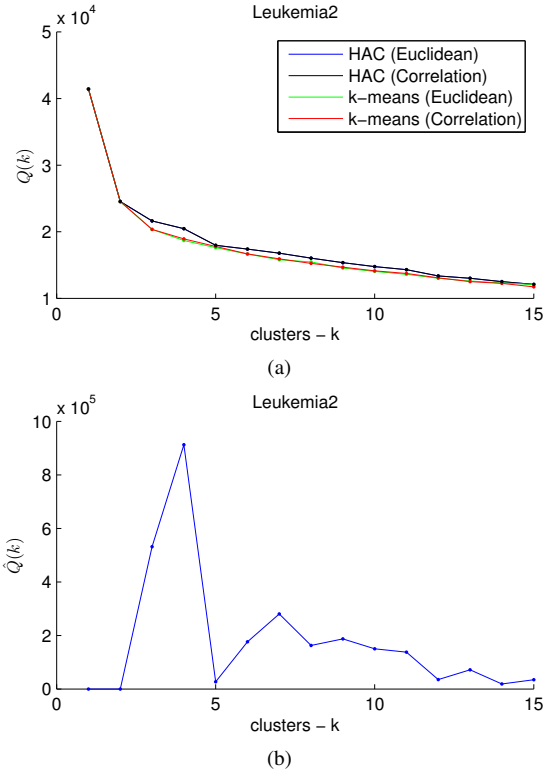 Leukemia2
x 10^4
5
4
3
2
1
HAC (Euclidean)
HAC (Correlation)
k−means (Euclidean)
k−means (Correlation)
Q(k)
0 5 10 15
clusters − k
(a)
Leukemia2
x 10^5
10
8
6
4
2
0
Q̂(k)
0 5 10 15
clusters − k
(b)